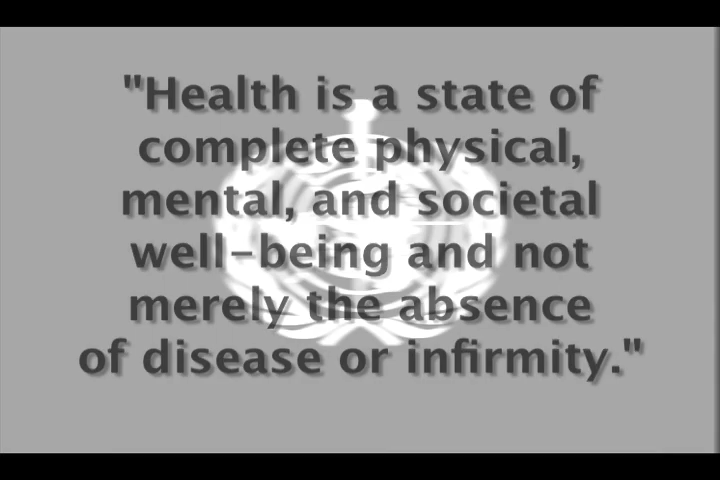 "Health is a state of
complete physical,
mental, and societal
well-being and not
merely the absence
of disease or infirmity."